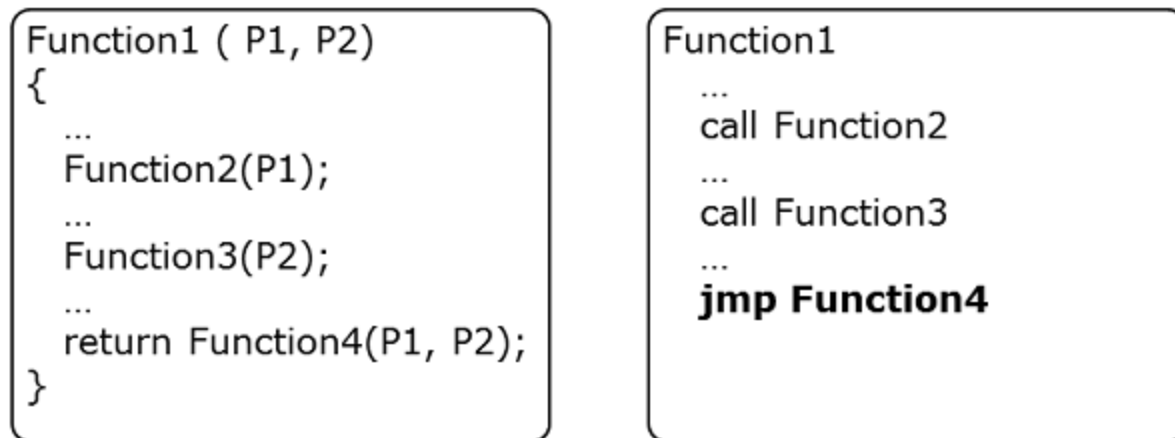 Function1 ( P1, P2)
{
...
Function2(P1);
...
Function3(P2);
...
return Function4(P1, P2);
}
Function1
...
call Function2
...
call Function3
...
jmp Function4